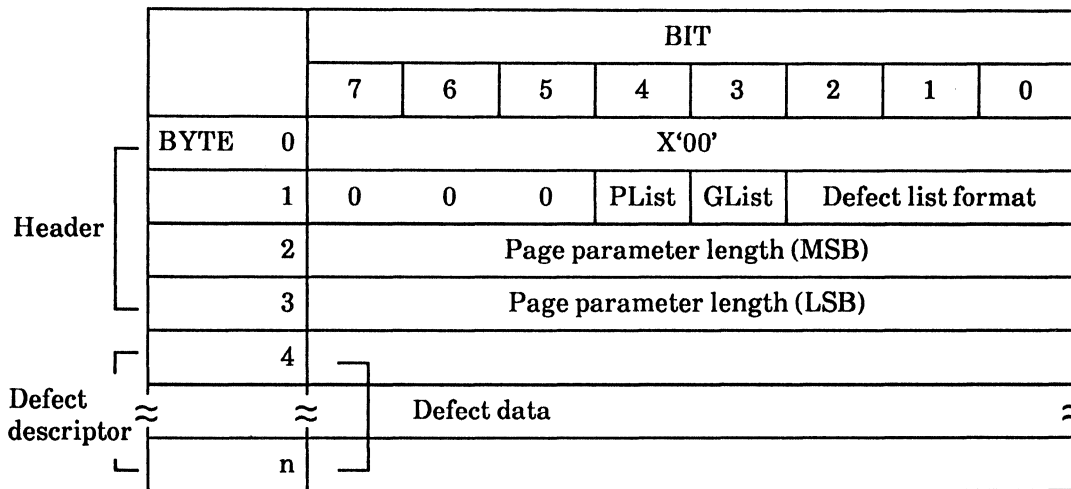 BIT
7 6 5 4 3 2 1 0
BYTE 0 X‘00’
1 0 0 0 PList GList Defect list format
Header
2 Page parameter length (MSB)
3 Page parameter length (LSB)
4
Defect
descriptor
Defect data
n